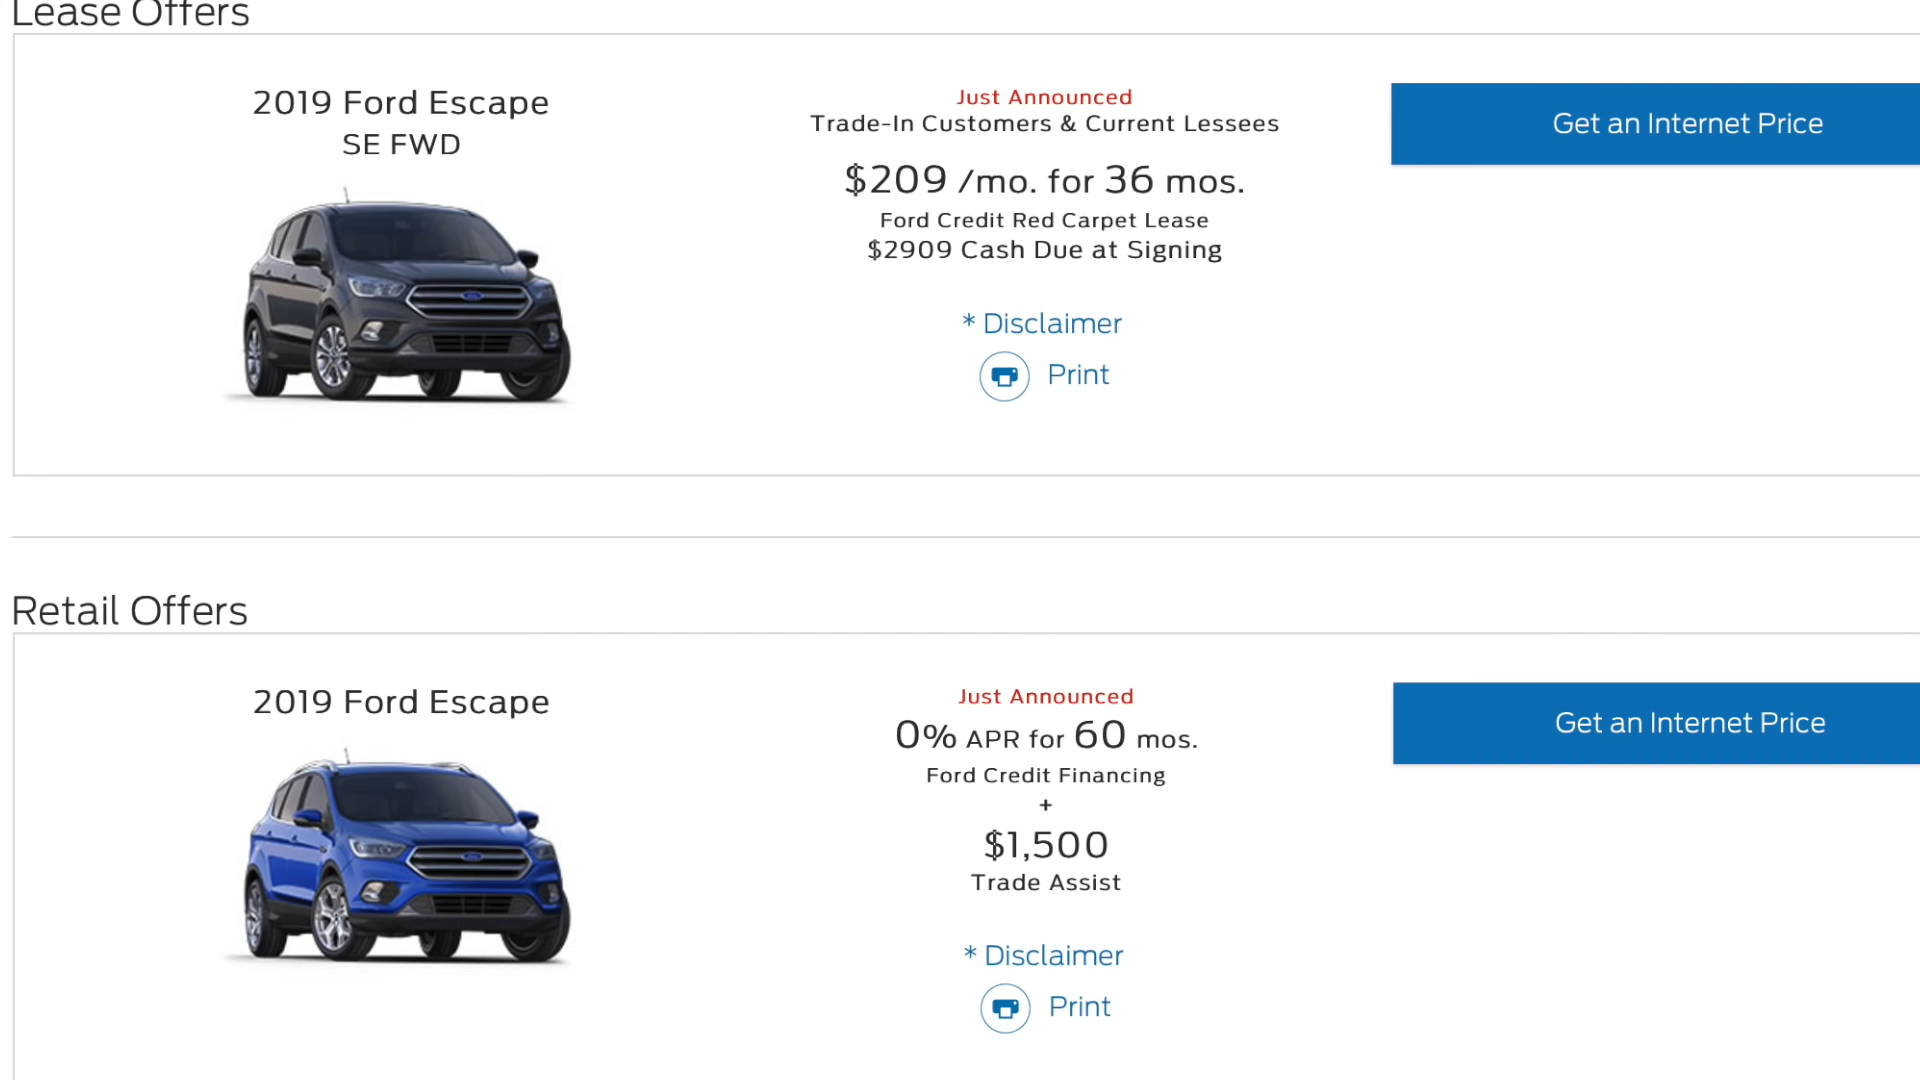 Lease Offers
2019 Ford Escape
SE FWD
Just Announced
Trade-In Customers & Current Lessees
$209 /mo. for 36 mos.
Ford Credit Red Carpet Lease
$2909 Cash Due at Signing
* Disclaimer
Print
Get an Internet Price
Retail Offers
2019 Ford Escape
Just Announced
0% APR for 60 mos.
Ford Credit Financing
+
$1,500
Trade Assist
* Disclaimer
Print
Get an Internet Price